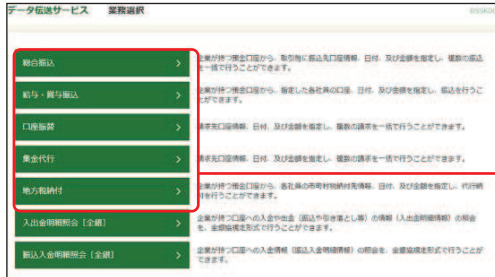 データ伝送サービス 業務選択
総合振込
企業が持つ預金口座から、取引毎に振込先口座情報、日付、及び金額を指定し、複数の振込
を一括で行うことができます。
給与・賞与振込
企業が持つ預金口座から、指定した各社員の口座、日付、及び金額を指定し、振込を行うこ
とができます。
口座振替
請求先口座情報、日付、及び金額を指定し、複数の請求を一括で行うことができます。
集金代行
請求先口座情報、日付、及び金額を指定し、複数の請求を一括で行うことができます。
地方税納付
企業が持つ預金口座から、各社員の市町村税納付先情報、日付、及び金額を指定し、代行納
付を行うことができます。
入出金明細照会［全銀］
企業が持つ口座への入金や出金（振込や引き落とし等）の情報（入出金明細情報）の照会
を、全銀協規定形式で行うことができます。
振込入金明細照会［全銀］
企業が持つ口座への入金情報（振込入金明細情報）の照会を、全銀協規定形式で行うことが
できます。